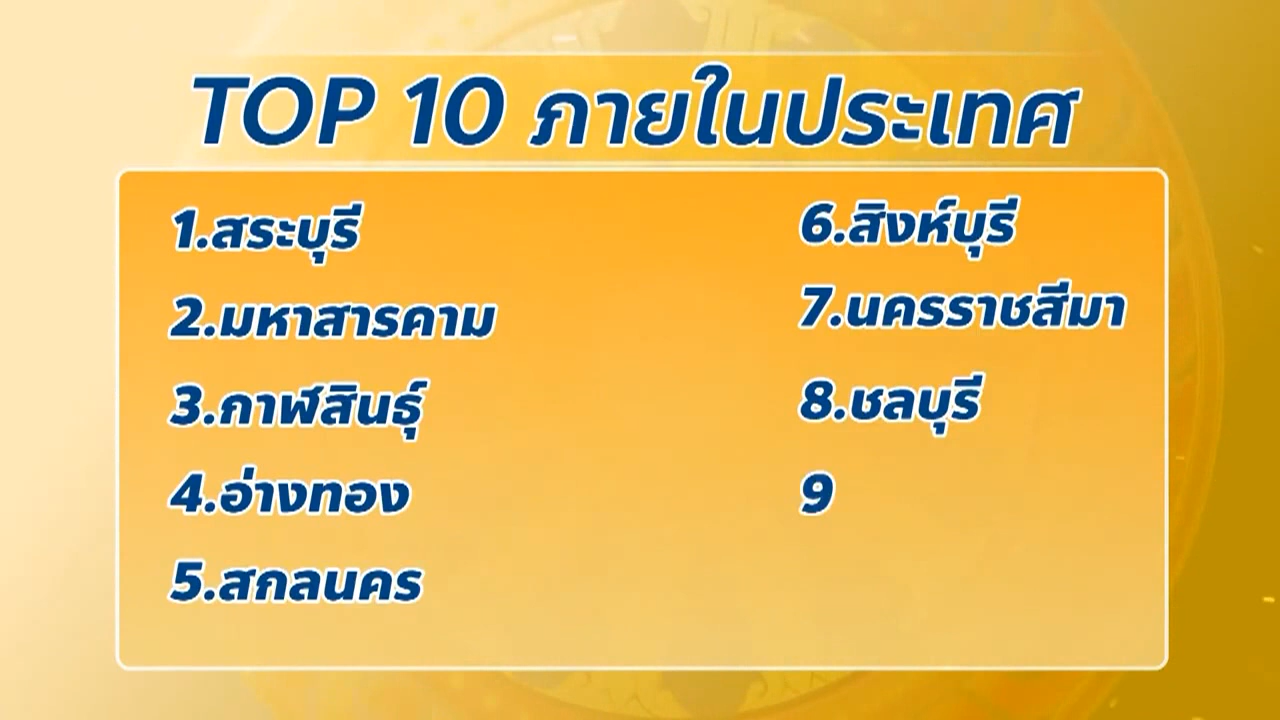 TOP 10 ภายในประเทศ
1.สระบุรี
2.มหาสารคาม
3.กาฬสินธุ์
4.อ่างทอง
5.สกลนคร
6.สิงห์บุรี
7.นครราชสีมา
8.ชลบุรี
9